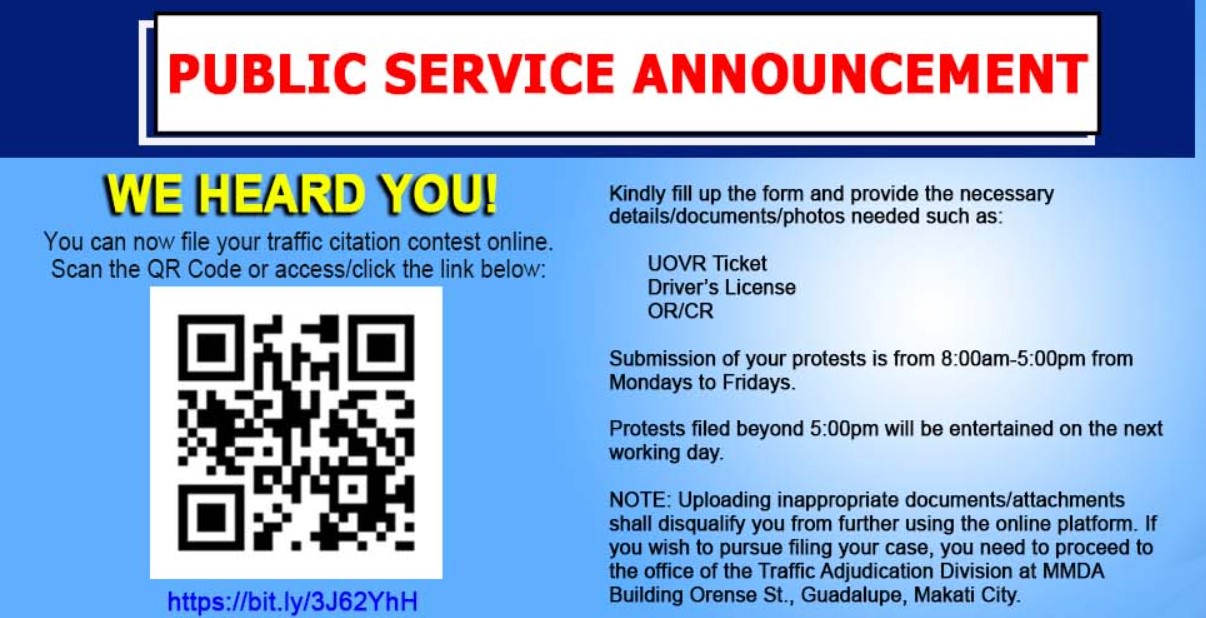 PUBLIC SERVICE ANNOUNCEMENT
WE HEARD YOU!
You can now file your traffic citation contest online.
Scan the QR Code or access/click the link below:
https://bit.ly/3J62YhH
Kindly fill up the form and provide the necessary
details/documents/photos needed such as:
UOVR Ticket
Driver's License
OR/CR
Submission of your protests is from 8:00am-5:00pm from
Mondays to Fridays.
Protests filed beyond 5:00pm will be entertained on the next
working day.
NOTE: Uploading inappropriate documents/attachments
shall disqualify you from further using the online platform. If
you wish to pursue filing your case, you need to proceed to
the office of the Traffic Adjudication Division at MMDA
Building Orense St., Guadalupe, Makati City.